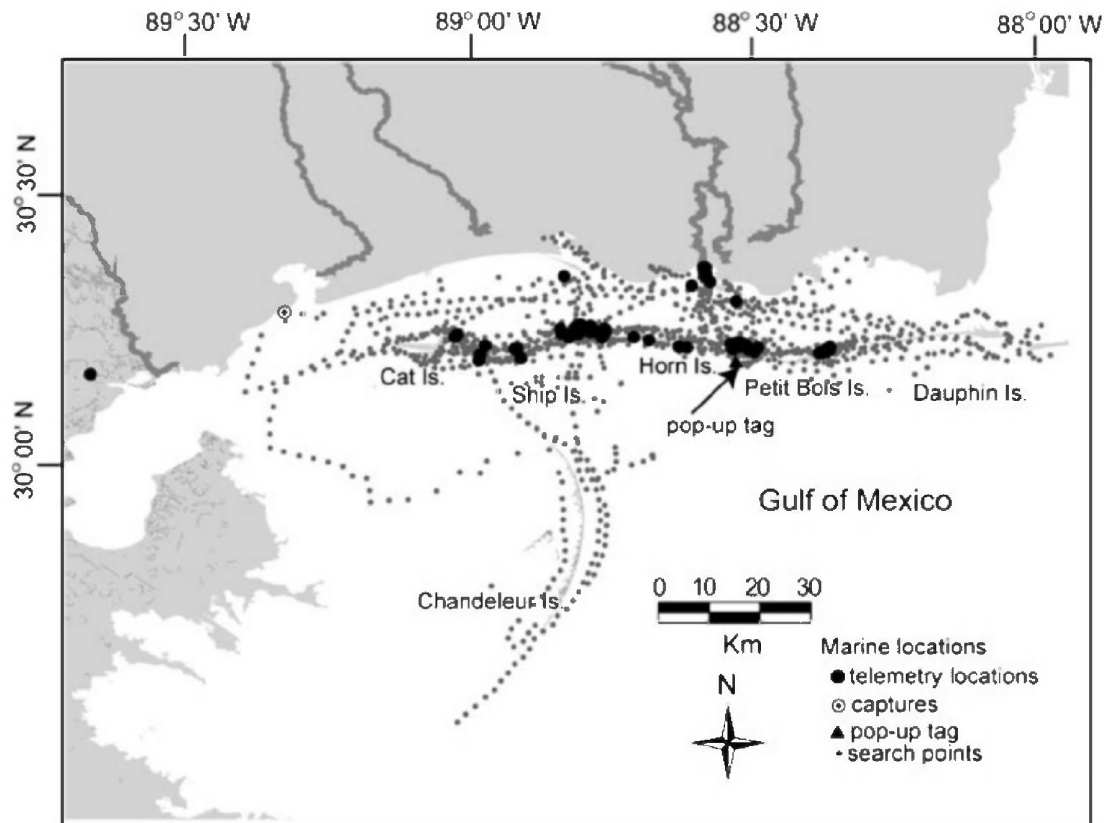 89° 30' W
89° 00' W
88° 30' W
88° 00' W
30° 30' N
30° 00' N
Cat Is.
Ship Is.
Horn Is.
Petit Bois Is.
Dauphin Is.
pop-up tag
Gulf of Mexico
Chandeleur Is.
0 10 20 30
Km
N
Marine locations
telemetry locations
captures
pop-up tag
search points